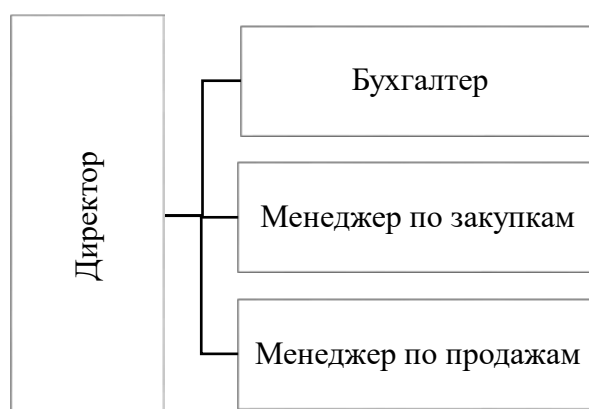 Директор
Бухгалтер
Менеджер по закупкам
Менеджер по продажам